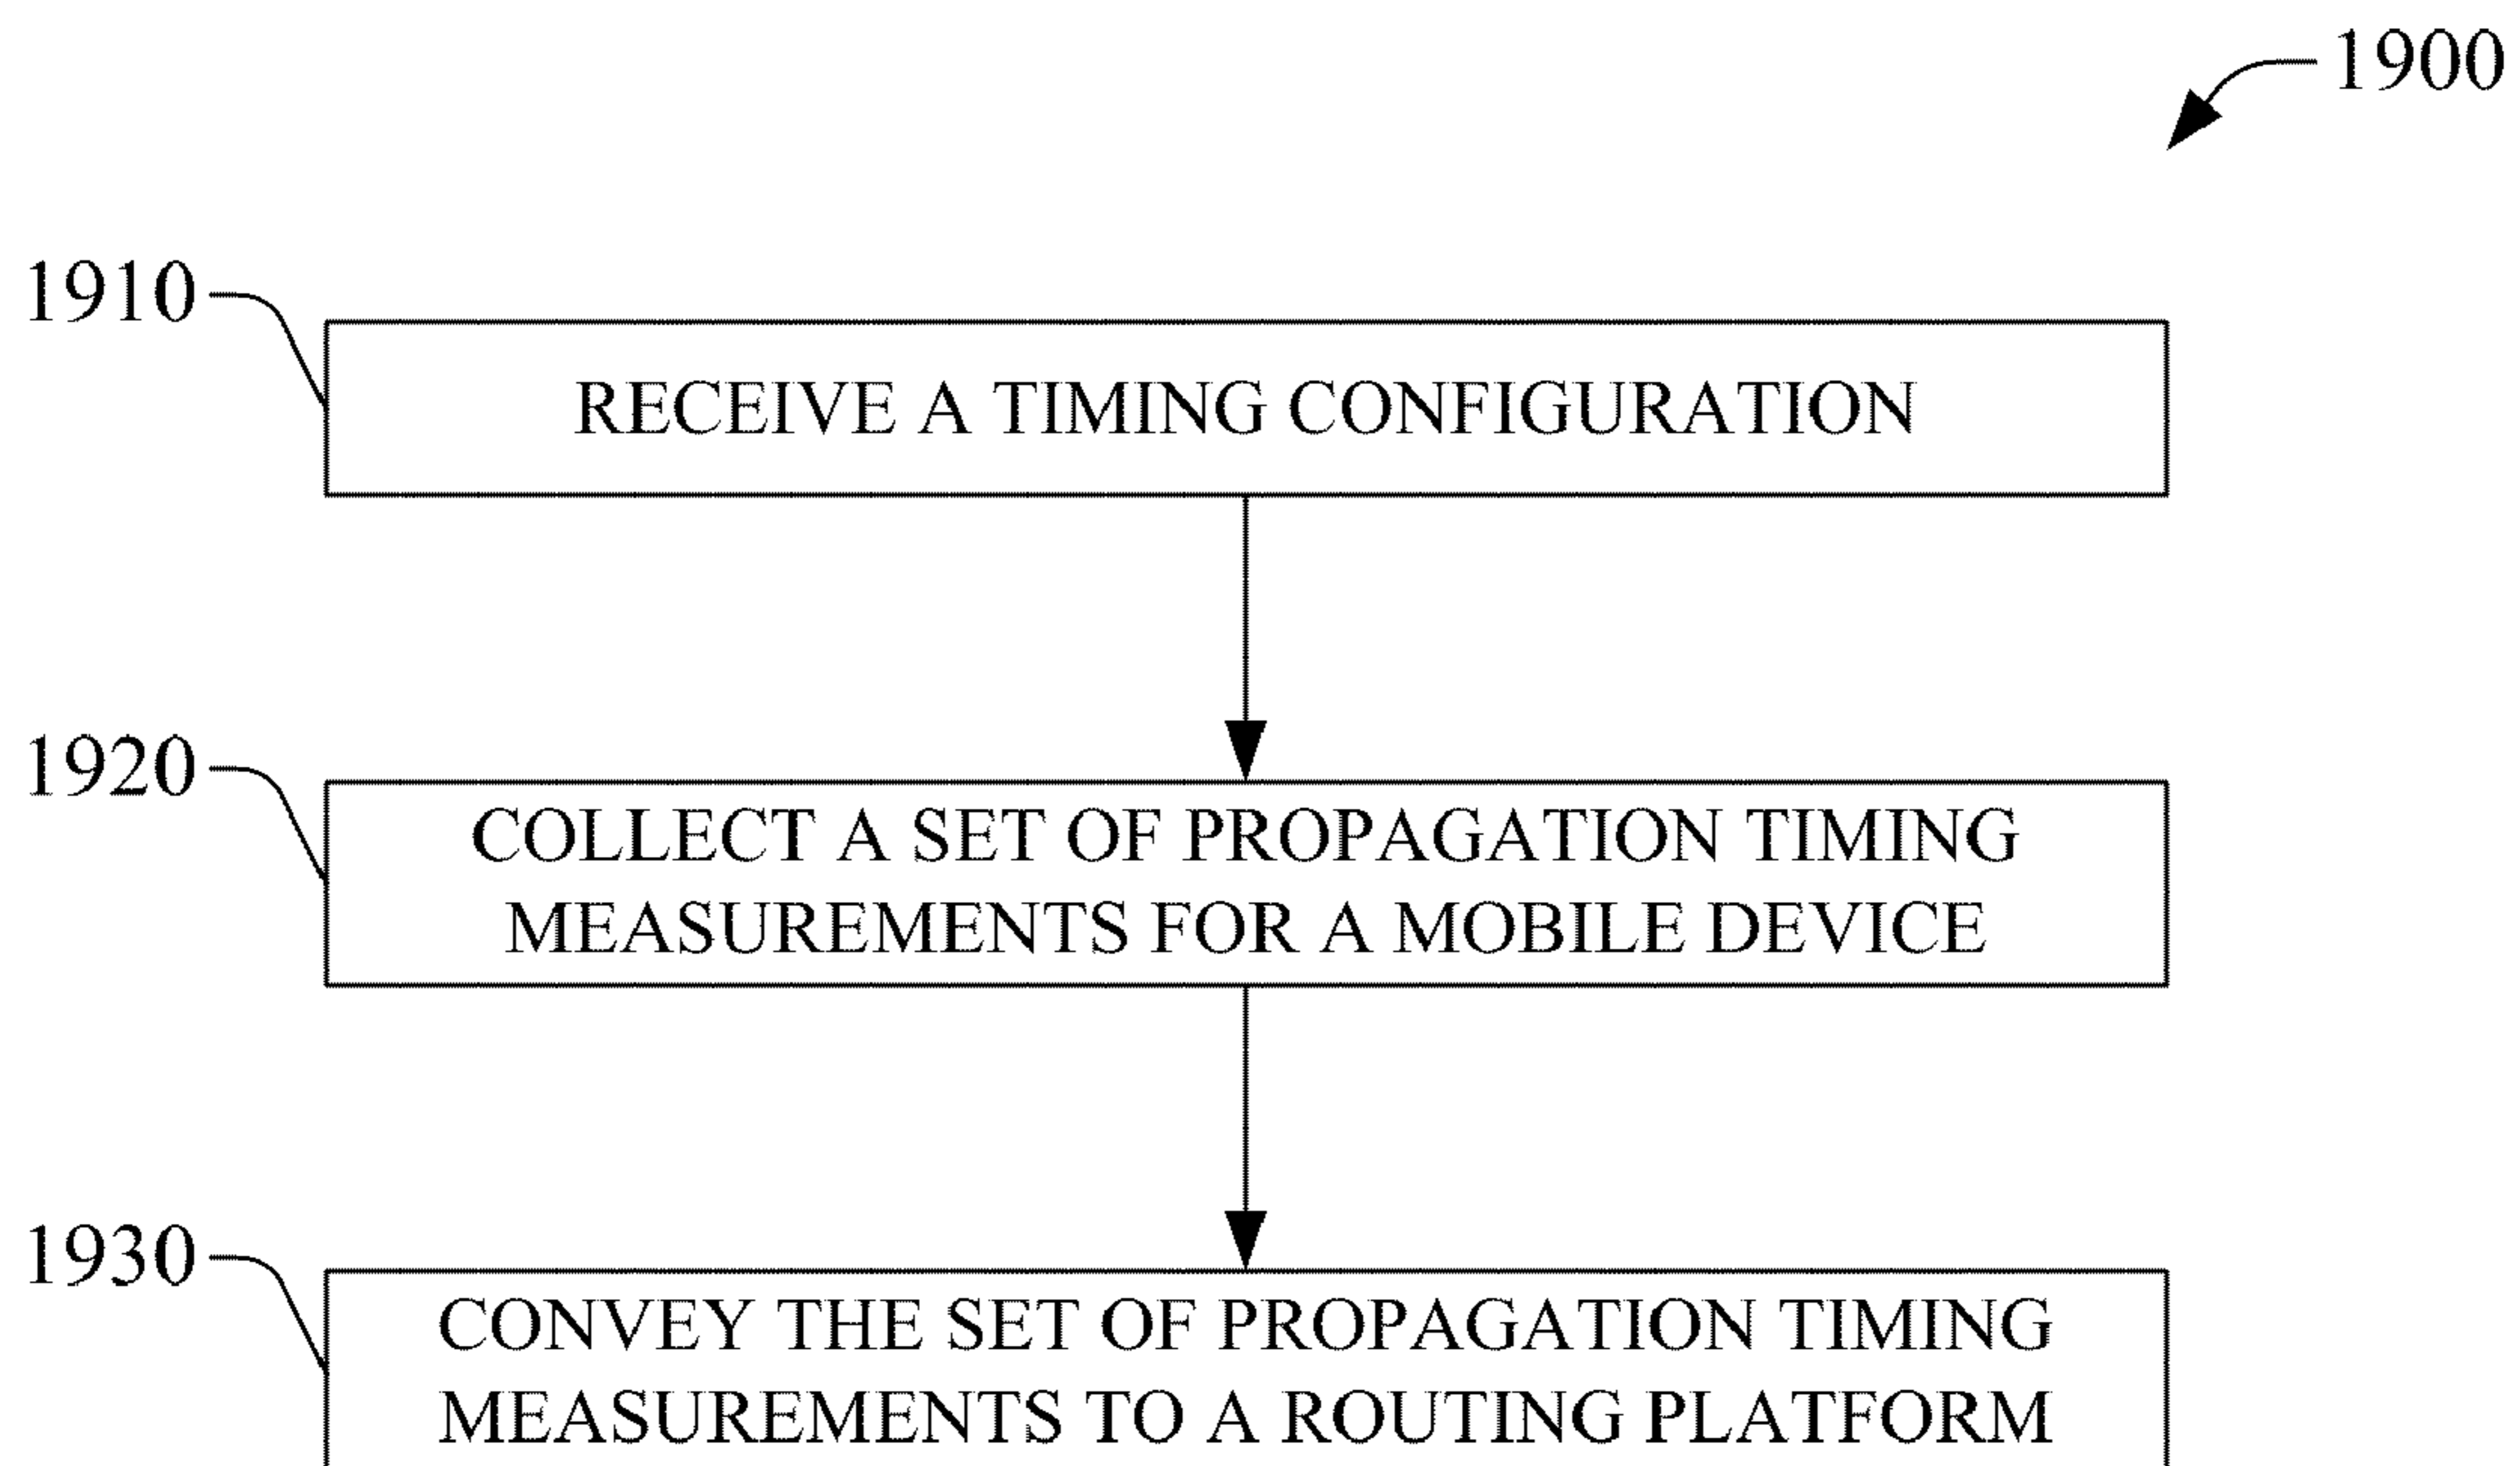 1900
1910
RECEIVE A TIMING CONFIGURATION
1920
COLLECT A SET OF PROPAGATION TIMING
MEASUREMENTS FOR A MOBILE DEVICE
1930
CONVEY THE SET OF PROPAGATION TIMING
MEASUREMENTS TO A ROUTING PLATFORM